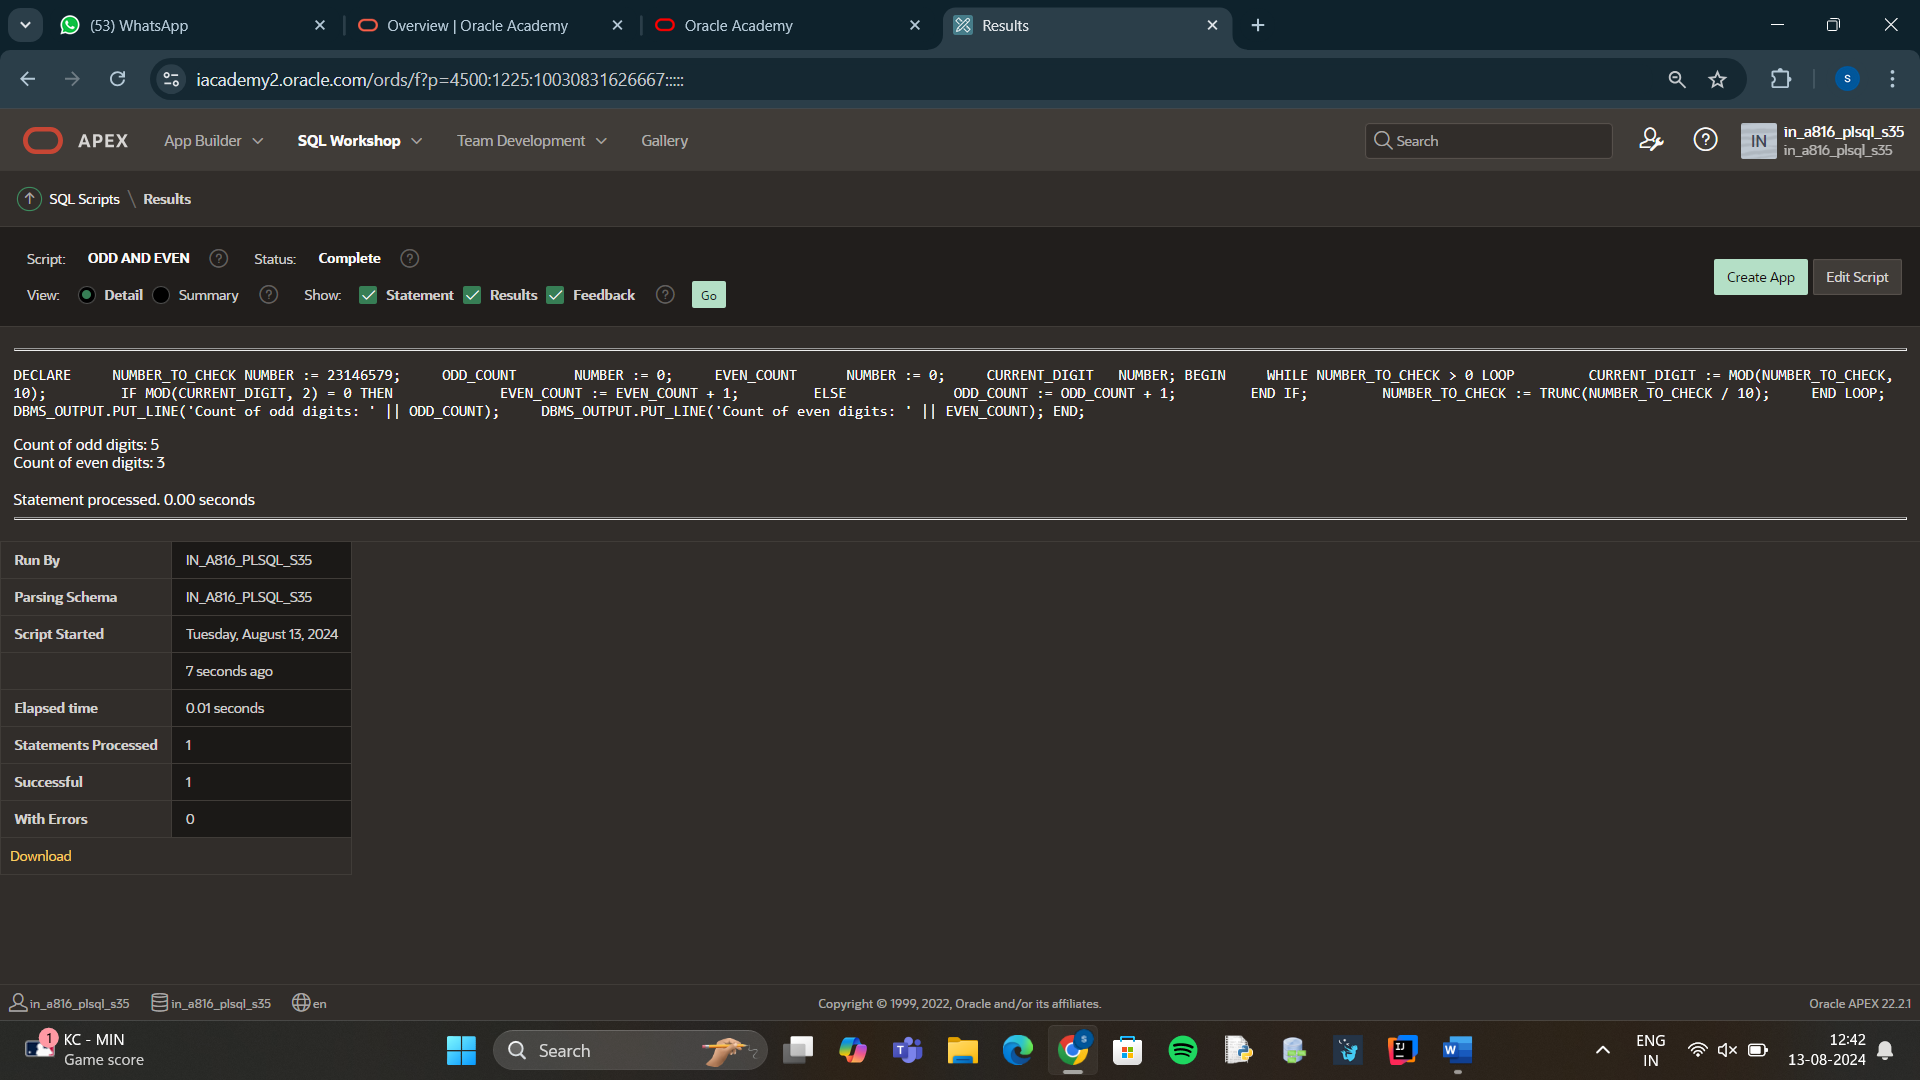 (53) WhatsApp
Overview | Oracle Academy
Oracle Academy
Results
iacademy2.oracle.com/ords/f?p=4500:1225:10030831626667:::::
S
APEX
App Builder
SQL Workshop
Team Development
Gallery
Search
IN
in_a816_plsql_s35
in_a816_plsql_s35
SQL Scripts \ Results
Script: ODD AND EVEN ? Status: Complete ?
View: Detail Summary ? Show: Statement Results Feedback ? Go
Create App
Edit Script
DECLARE NUMBER_TO_CHECK NUMBER := 23146579; ODD_COUNT NUMBER := 0; EVEN_COUNT NUMBER := 0; CURRENT_DIGIT NUMBER; BEGIN WHILE NUMBER_TO_CHECK > 0 LOOP CURRENT_DIGIT := MOD(NUMBER_TO_CHECK,
10); IF MOD(CURRENT_DIGIT, 2) = 0 THEN EVEN_COUNT := EVEN_COUNT + 1; ELSE ODD_COUNT := ODD_COUNT + 1; END IF; NUMBER_TO_CHECK := TRUNC(NUMBER_TO_CHECK / 10); END LOOP;
DBMS_OUTPUT.PUT_LINE('Count of odd digits: ' || ODD_COUNT); DBMS_OUTPUT.PUT_LINE('Count of even digits: ' || EVEN_COUNT); END;
Count of odd digits: 5
Count of even digits: 3
Statement processed. 0.00 seconds
Run By IN_A816_PLSQL_S35
Parsing Schema IN_A816_PLSQL_S35
Script Started Tuesday, August 13, 2024
7 seconds ago
Elapsed time 0.01 seconds
Statements Processed 1
Successful 1
With Errors 0
Download
in_a816_plsql_s35
in_a816_plsql_s35
en
Copyright © 1999, 2022, Oracle and/or its affiliates.
Oracle APEX 22.2.1
1
KC - MIN
Game score
Search
S
IJ
W
ENG
IN
12:42
13-08-2024